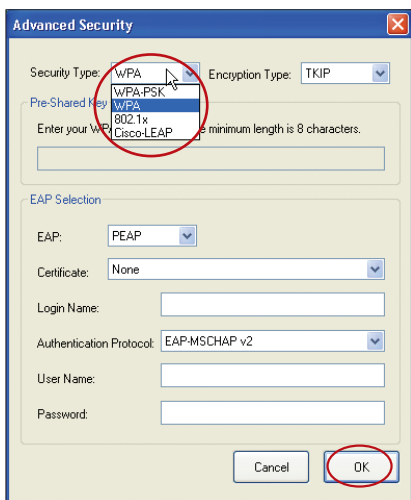 Advanced Security
Security Type: WPA Encryption Type: TKIP
WPA-PSK
WPA
802.1x
Cisco-LEAP
Pre-Shared Key
Enter your WP e minimum length is 8 characters.
EAP Selection
EAP: PEAP
Certificate: None
Login Name:
Authentication Protocol: EAP-MSCHAP v2
User Name:
Password:
Cancel OK